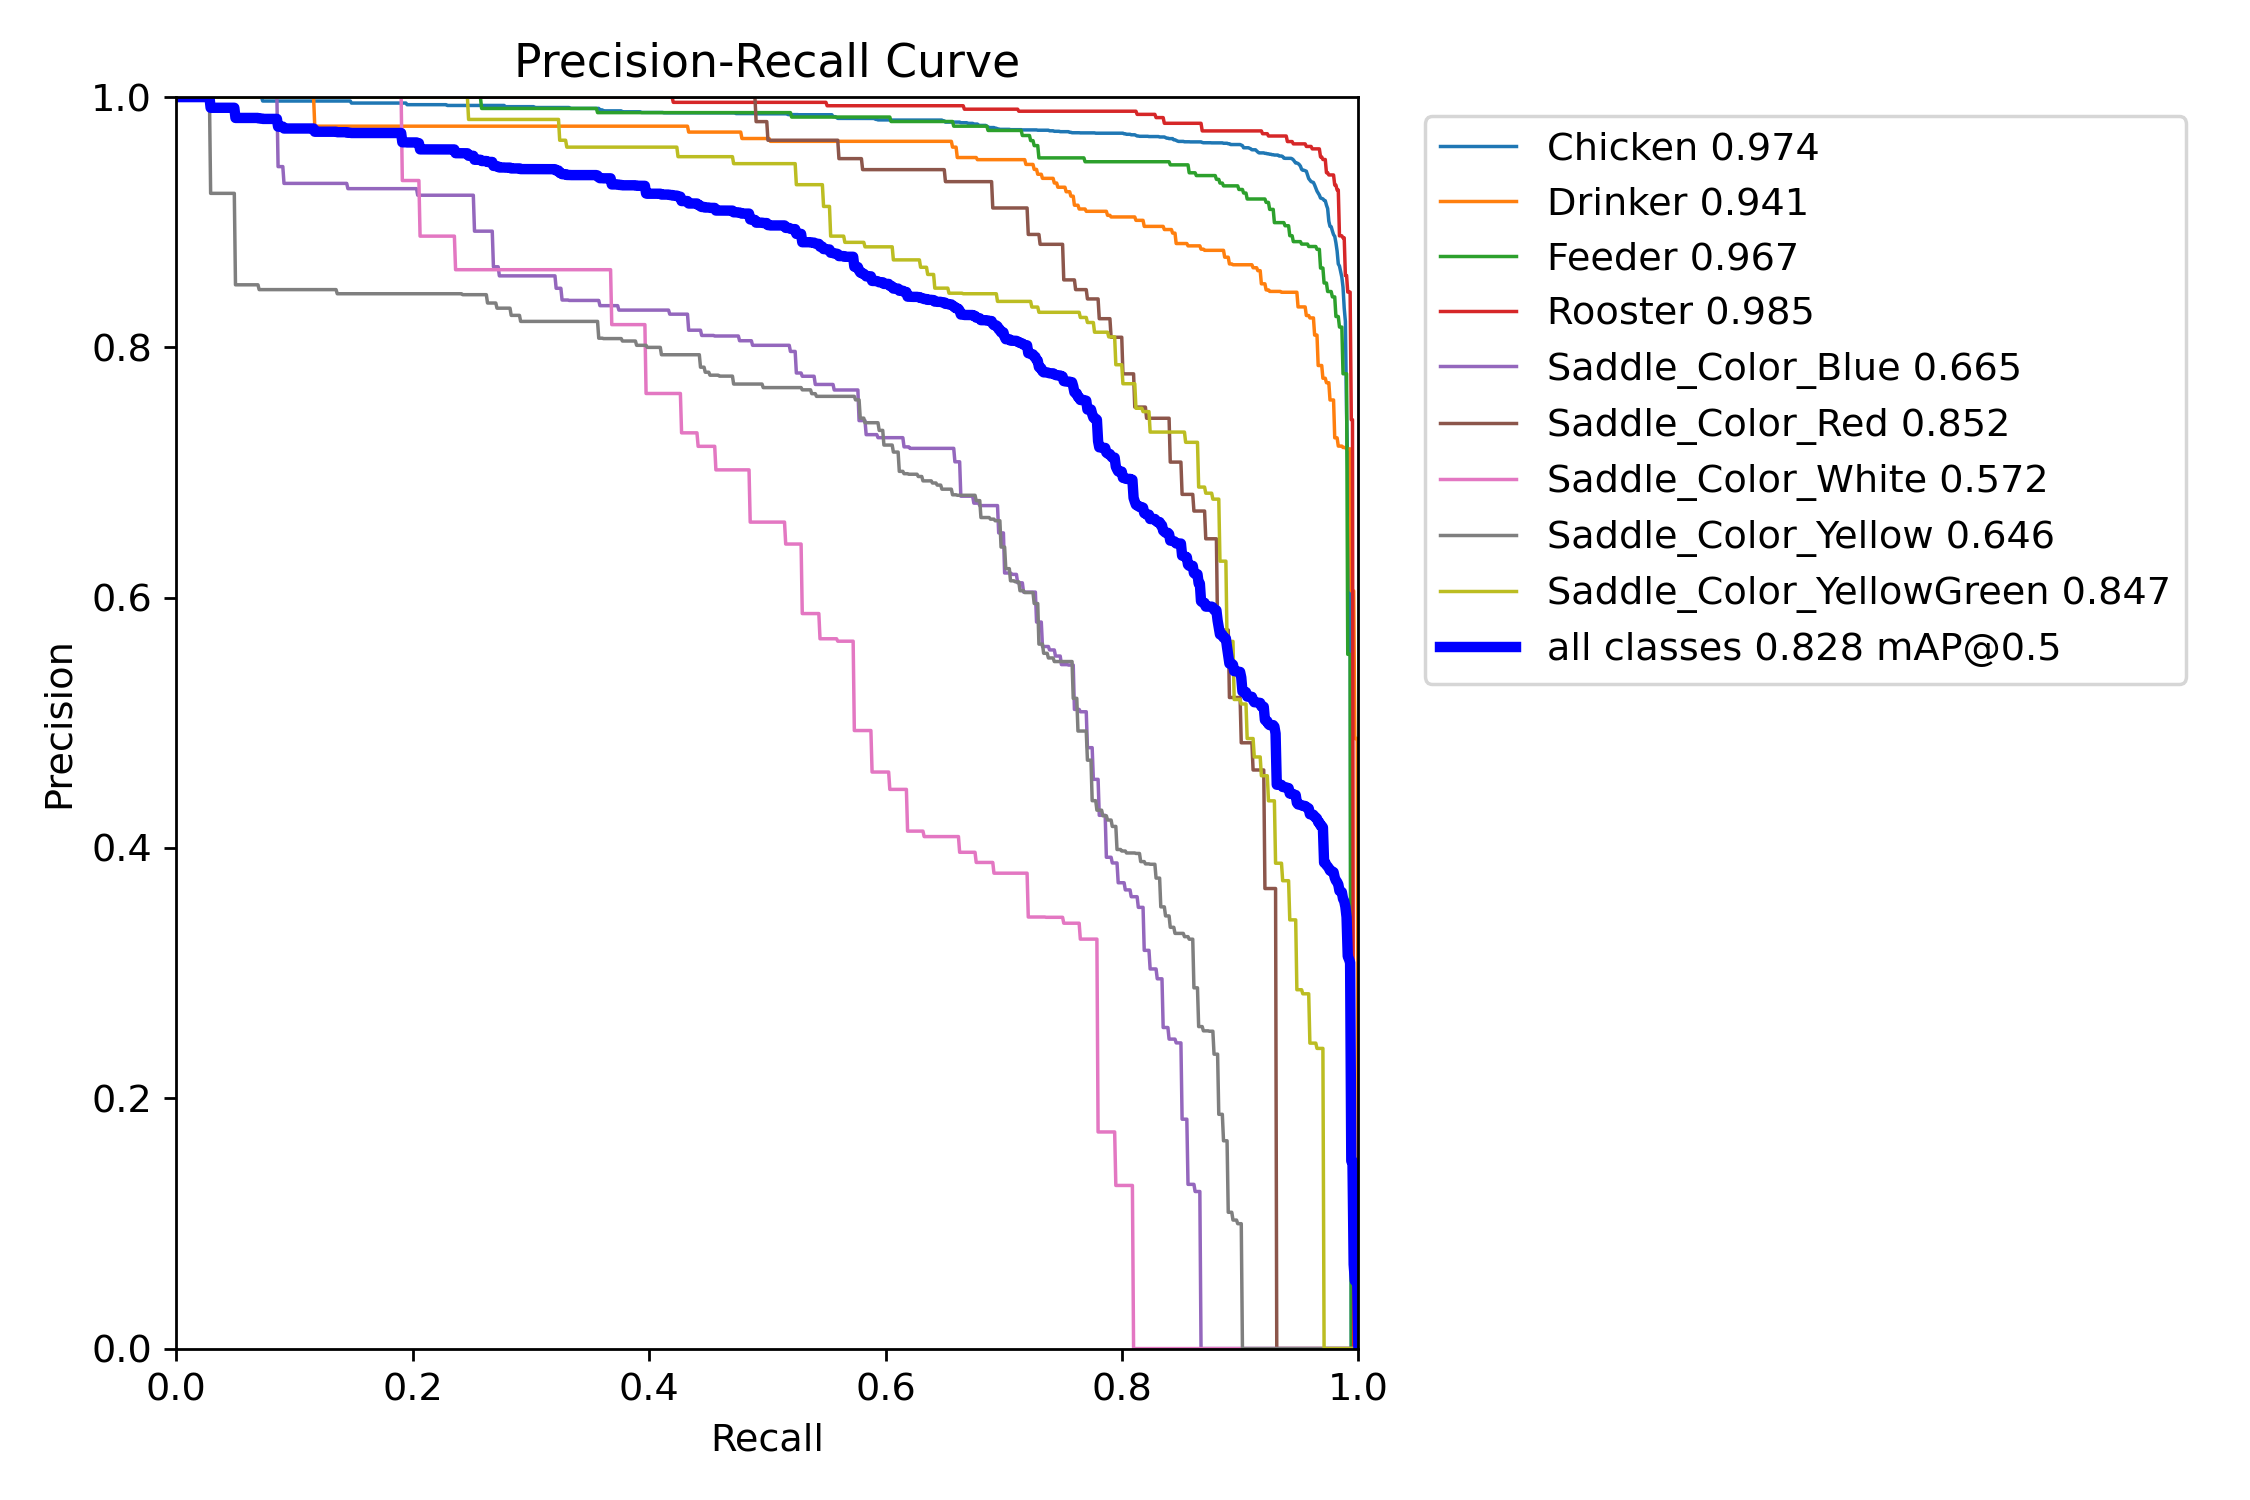 Precision-Recall Curve
1.0
0.8
0.6
0.4
0.2
0.0
Precision
0.0 0.2 0.4 0.6 0.8 1.0
Recall
Chicken 0.974
Drinker 0.941
Feeder 0.967
Rooster 0.985
Saddle_Color_Blue 0.665
Saddle_Color_Red 0.852
Saddle_Color_White 0.572
Saddle_Color_Yellow 0.646
Saddle_Color_YellowGreen 0.847
all classes 0.828 mAP@0.5